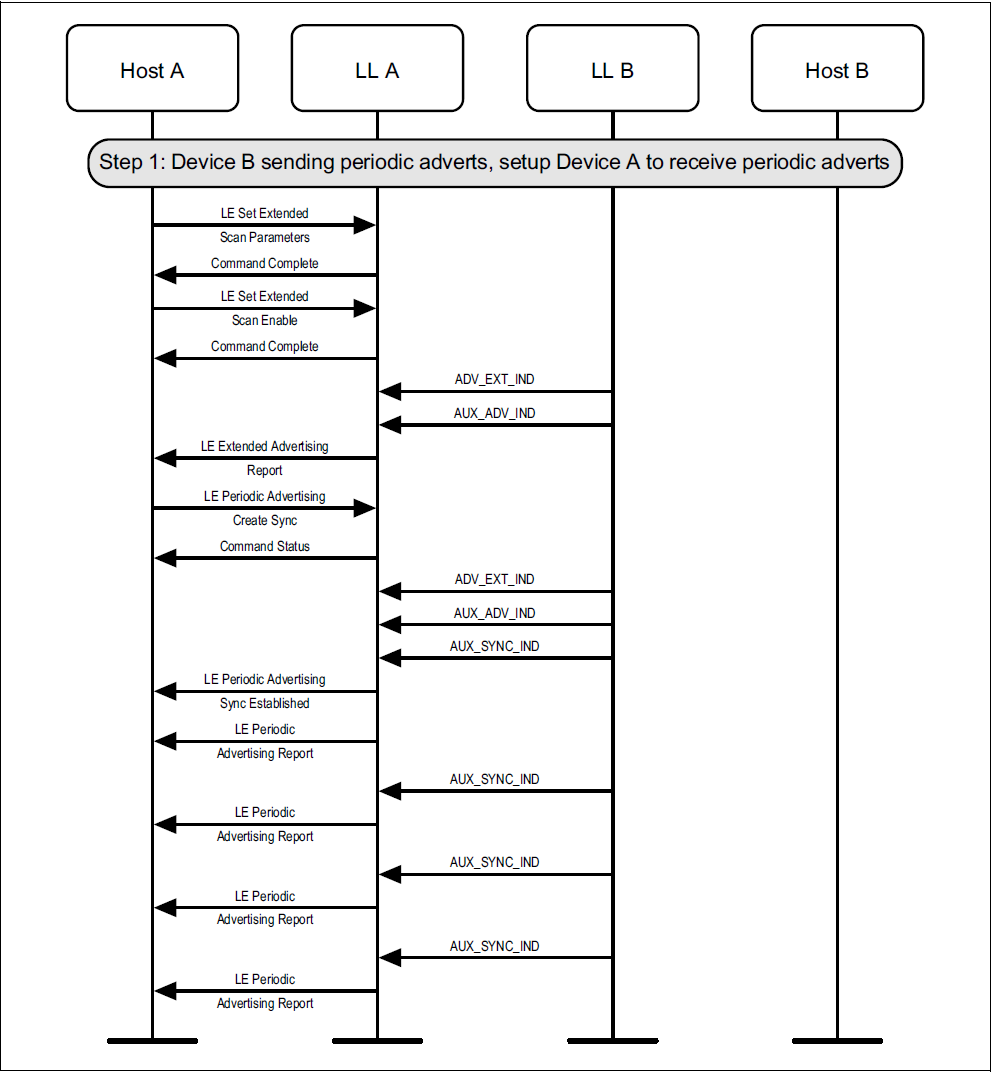 Host A
LL A
LL B
Host B
Step 1: Device B sending periodic adverts, setup Device A to receive periodic adverts
LE Set Extended
Scan Parameters
Command Complete
LE Set Extended
Scan Enable
Command Complete
ADV_EXT_IND
AUX_ADV_IND
LE Extended Advertising
Report
LE Periodic Advertising
Create Sync
Command Status
ADV_EXT_IND
AUX_ADV_IND
AUX_SYNC_IND
LE Periodic Advertising
Sync Established
LE Periodic
Advertising Report
AUX_SYNC_IND
LE Periodic
Advertising Report
AUX_SYNC_IND
LE Periodic
Advertising Report
AUX_SYNC_IND
LE Periodic
Advertising Report